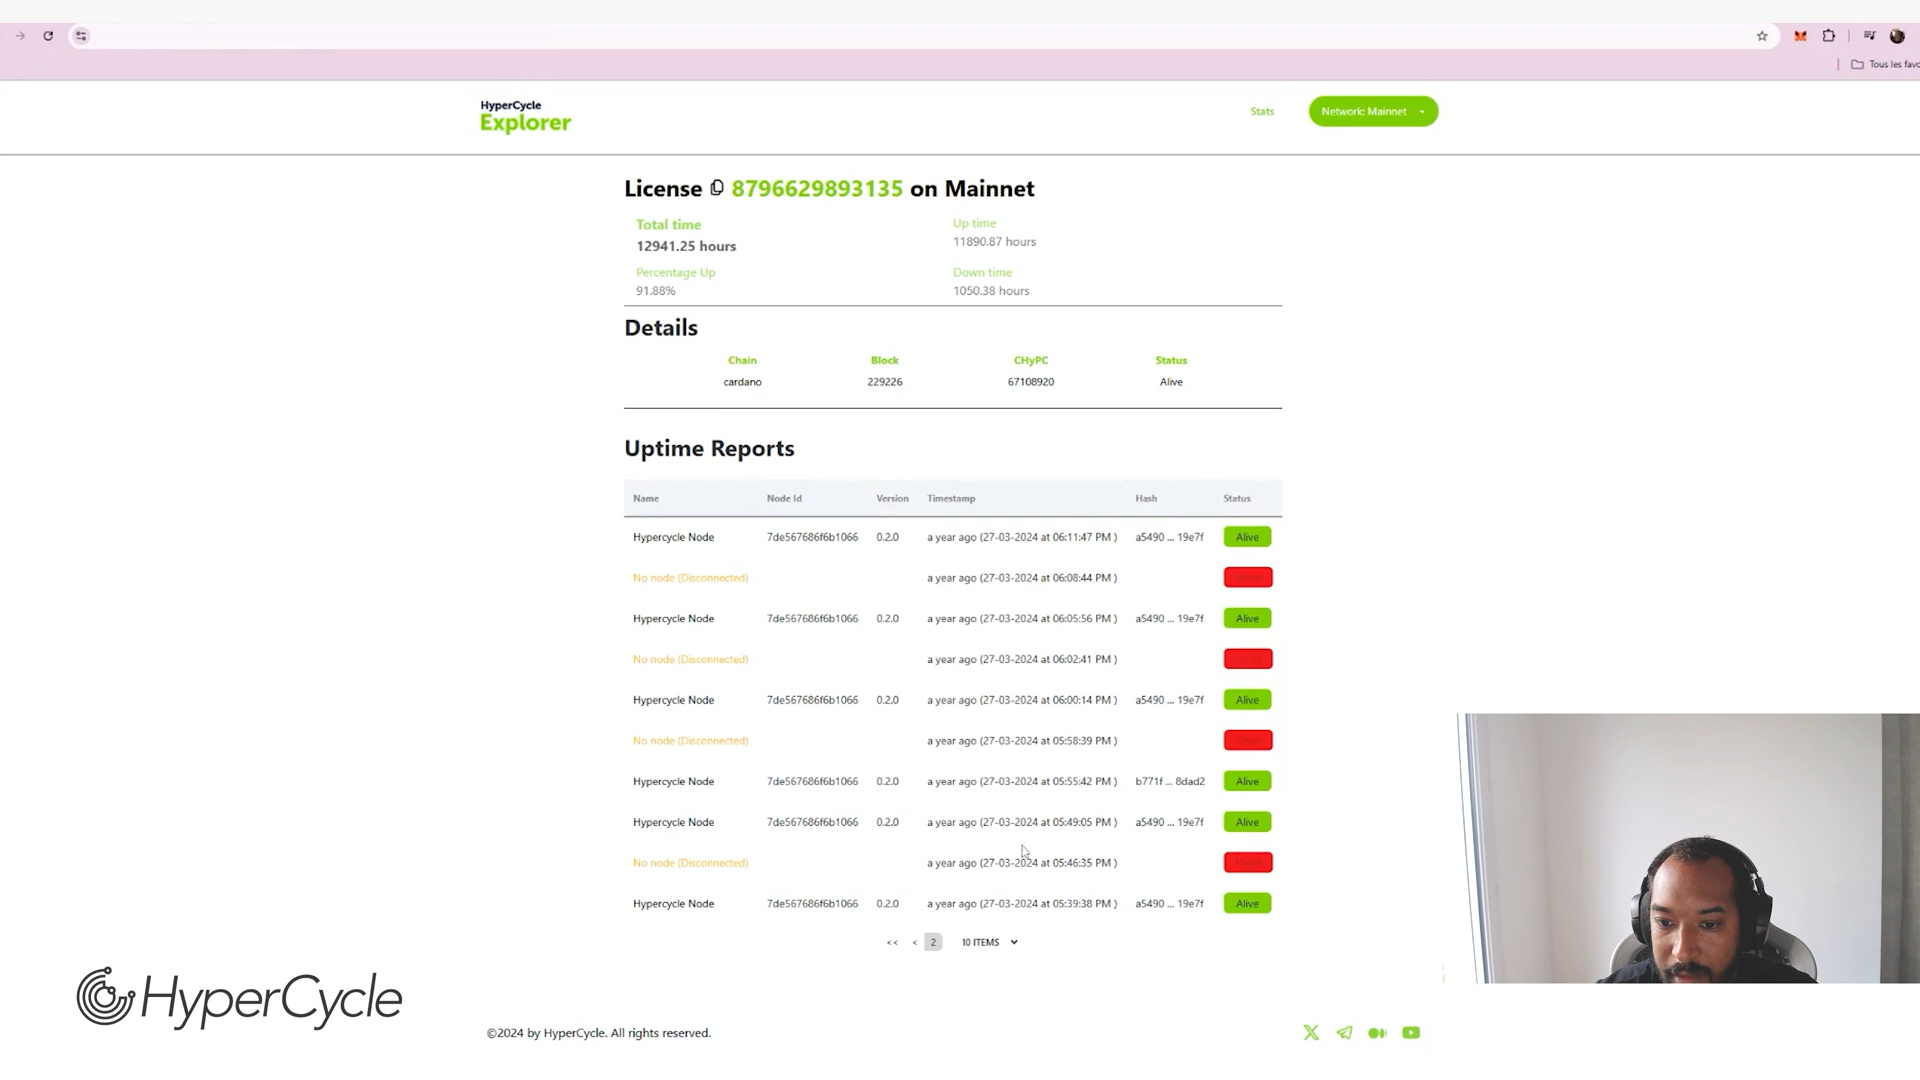 Tous les favo
HyperCycle
Explorer
Stats
Network: Mainnet
License 8796629893135 on Mainnet
Total time
12941.25 hours
Up time
11890.87 hours
Percentage Up
91.88%
Down time
1050.38 hours
Details
Chain Block CHyPC Status
cardano 229226 67108920 Alive
Uptime Reports
Name Node Id Version Timestamp Hash Status
Hypercycle Node 7de567686f6b1066 0.2.0 a year ago (27-03-2024 at 06:11:47 PM ) a5490 ... 19e7f Alive
No node (Disconnected) a year ago (27-03-2024 at 06:08:44 PM )
Hypercycle Node 7de567686f6b1066 0.2.0 a year ago (27-03-2024 at 06:05:56 PM ) a5490 ... 19e7f Alive
No node (Disconnected) a year ago (27-03-2024 at 06:02:41 PM )
Hypercycle Node 7de567686f6b1066 0.2.0 a year ago (27-03-2024 at 06:00:14 PM ) a5490 ... 19e7f Alive
No node (Disconnected) a year ago (27-03-2024 at 05:58:39 PM )
Hypercycle Node 7de567686f6b1066 0.2.0 a year ago (27-03-2024 at 05:55:42 PM ) b771f ... 8dad2 Alive
Hypercycle Node 7de567686f6b1066 0.2.0 a year ago (27-03-2024 at 05:49:05 PM ) a5490 ... 19e7f Alive
No node (Disconnected) a year ago (27-03-2024 at 05:46:35 PM )
Hypercycle Node 7de567686f6b1066 0.2.0 a year ago (27-03-2024 at 05:39:38 PM ) a5490 ... 19e7f Alive
<< < 2 10 ITEMS
HyperCycle
©2024 by HyperCycle. All rights reserved.